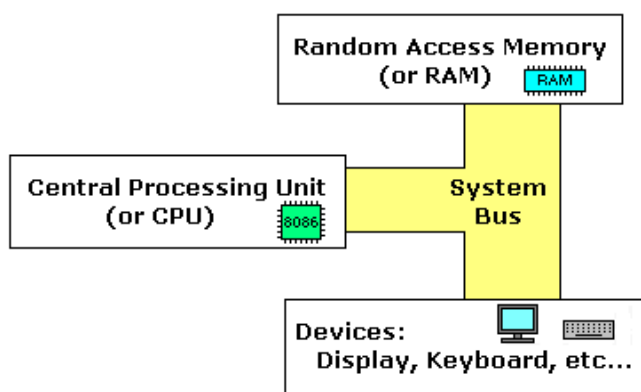 Random Access Memory
(or RAM)
RAM
Central Processing Unit
(or CPU)
8086
System
Bus
Devices:
Display, Keyboard, etc...